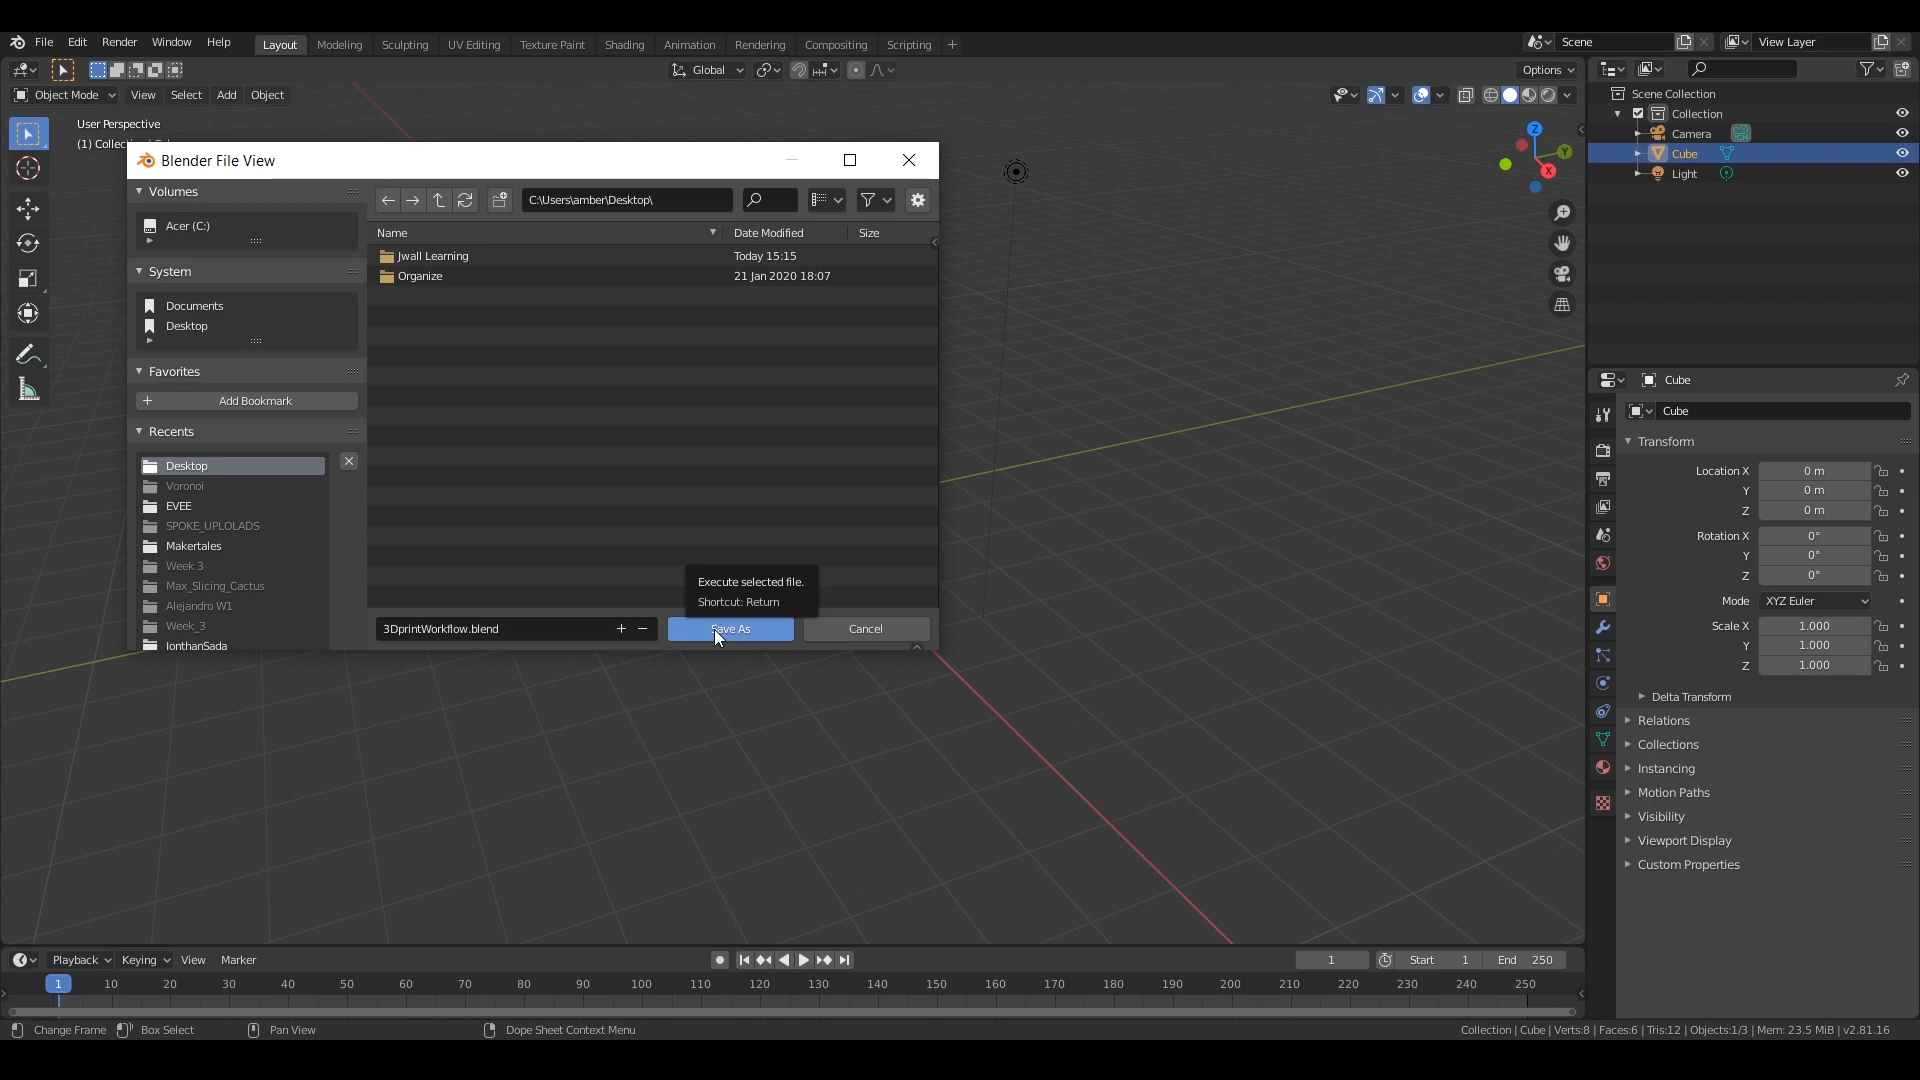 File Edit Render Window Help Layout Modeling Sculpting UV Editing Texture Paint Shading Animation Rendering Compositing Scripting + Scene View Layer
Global Options
Object Mode View Select Add Object
User Perspective
(1) Collec
Scene Collection
Collection
Camera
Cube
Light
Z
Y
X
Blender File View
Volumes
Acer (C:)
System
Documents
Desktop
Favorites
+ Add Bookmark
Recents
Desktop
Voronoi
EVEE
SPOKE_UPLOLADS
Makertales
Week 3
Max_Slicing_Cactus
Alejandro W1
Week_3
JonthanSada
C:\Users\amber\Desktop\
Name Date Modified Size
Jwall Learning Today 15:15
Organize 21 Jan 2020 18:07
Execute selected file.
Shortcut: Return
3DprintWorkflow.blend + − Save As Cancel
Cube
Cube
Transform
Location X 0 m
Y 0 m
Z 0 m
Rotation X 0°
Y 0°
Z 0°
Mode XYZ Euler
Scale X 1.000
Y 1.000
Z 1.000
Delta Transform
Relations
Collections
Instancing
Motion Paths
Visibility
Viewport Display
Custom Properties
Playback Keying View Marker 1 Start 1 End 250
1 10 20 30 40 50 60 70 80 90 100 110 120 130 140 150 160 170 180 190 200 210 220 230 240 250
Change Frame Box Select Pan View Dope Sheet Context Menu Collection | Cube | Verts:8 | Faces:6 | Tris:12 | Objects:1/3 | Mem: 23.5 MiB | v2.81.16